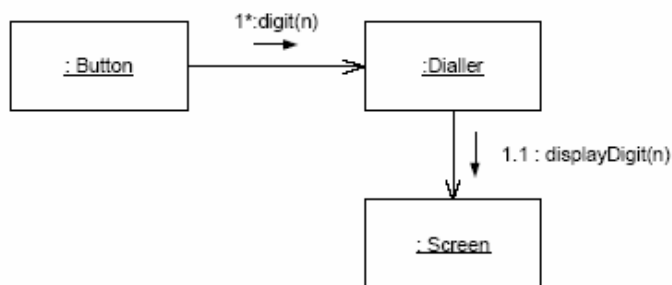 1*:digit(n)
: Button
:Dialler
1.1 : displayDigit(n)
: Screen